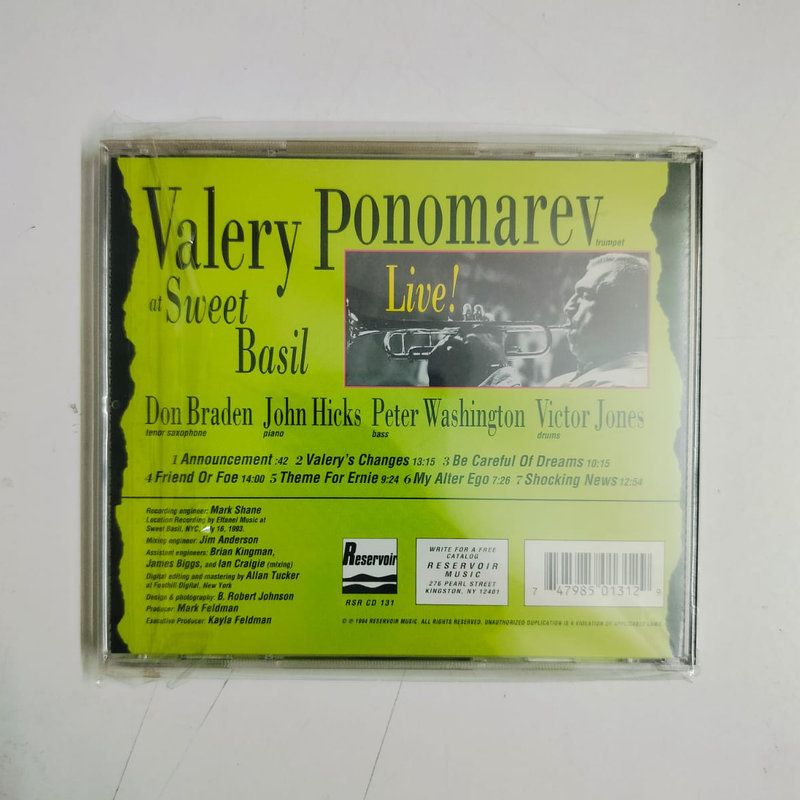 Valery Ponomarev
trumpet
at Sweet
Basil
Live!
Don Braden John Hicks Peter Washington Victor Jones
tenor saxophone piano bass drums
1 Announcement :42 2 Valery's Changes 13:15 3 Be Careful Of Dreams 10:15
4 Friend Or Foe 14:00 5 Theme For Ernie 9:24 6 My Alter Ego 7:26 7 Shocking News 12:54
Recording engineer: Mark Shane
Location Recording by Effanel Music at
Sweet Basil, NYC, July 16, 1993.
Mixing engineer: Jim Anderson
Assistant engineers: Brian Kingman,
James Biggs, and Ian Craigie (mixing)
Digital editing and mastering by Allan Tucker
at Foothill Digital, New York
Design & photography: B. Robert Johnson
Producer: Mark Feldman
Executive Producer: Kayla Feldman
Reservoir
RSR CD 131
WRITE FOR A FREE
CATALOG
RESERVOIR
MUSIC
276 PEARL STREET
KINGSTON, NY 12401
7 47985 01312 9
© ℗ 1994 RESERVOIR MUSIC. ALL RIGHTS RESERVED. UNAUTHORIZED DUPLICATION IS A VIOLATION OF APPLICABLE LAWS.